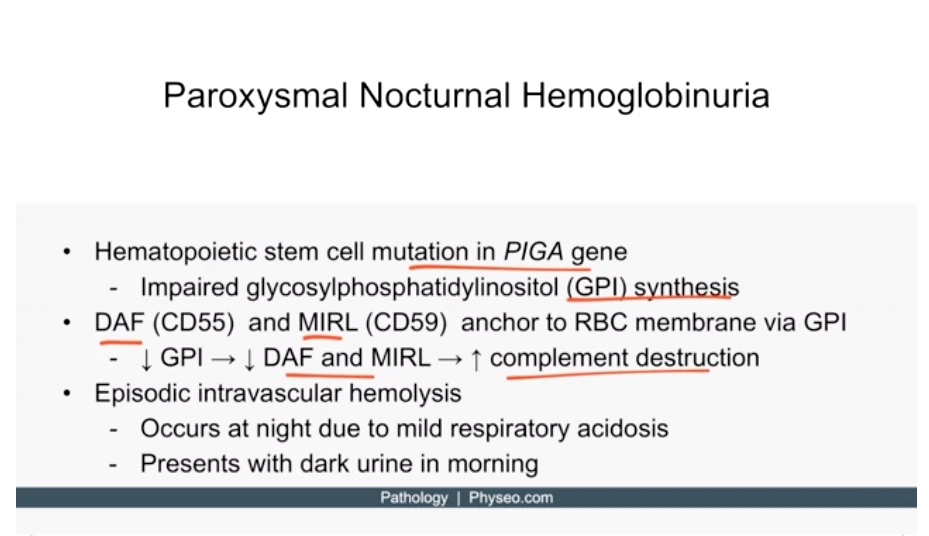 Paroxysmal Nocturnal Hemoglobinuria
• Hematopoietic stem cell mutation in PIGA gene
- Impaired glycosylphosphatidylinositol (GPI) synthesis
• DAF (CD55) and MIRL (CD59) anchor to RBC membrane via GPI
- ↓ GPI → ↓ DAF and MIRL → ↑ complement destruction
• Episodic intravascular hemolysis
- Occurs at night due to mild respiratory acidosis
- Presents with dark urine in morning
Pathology | Physeo.com